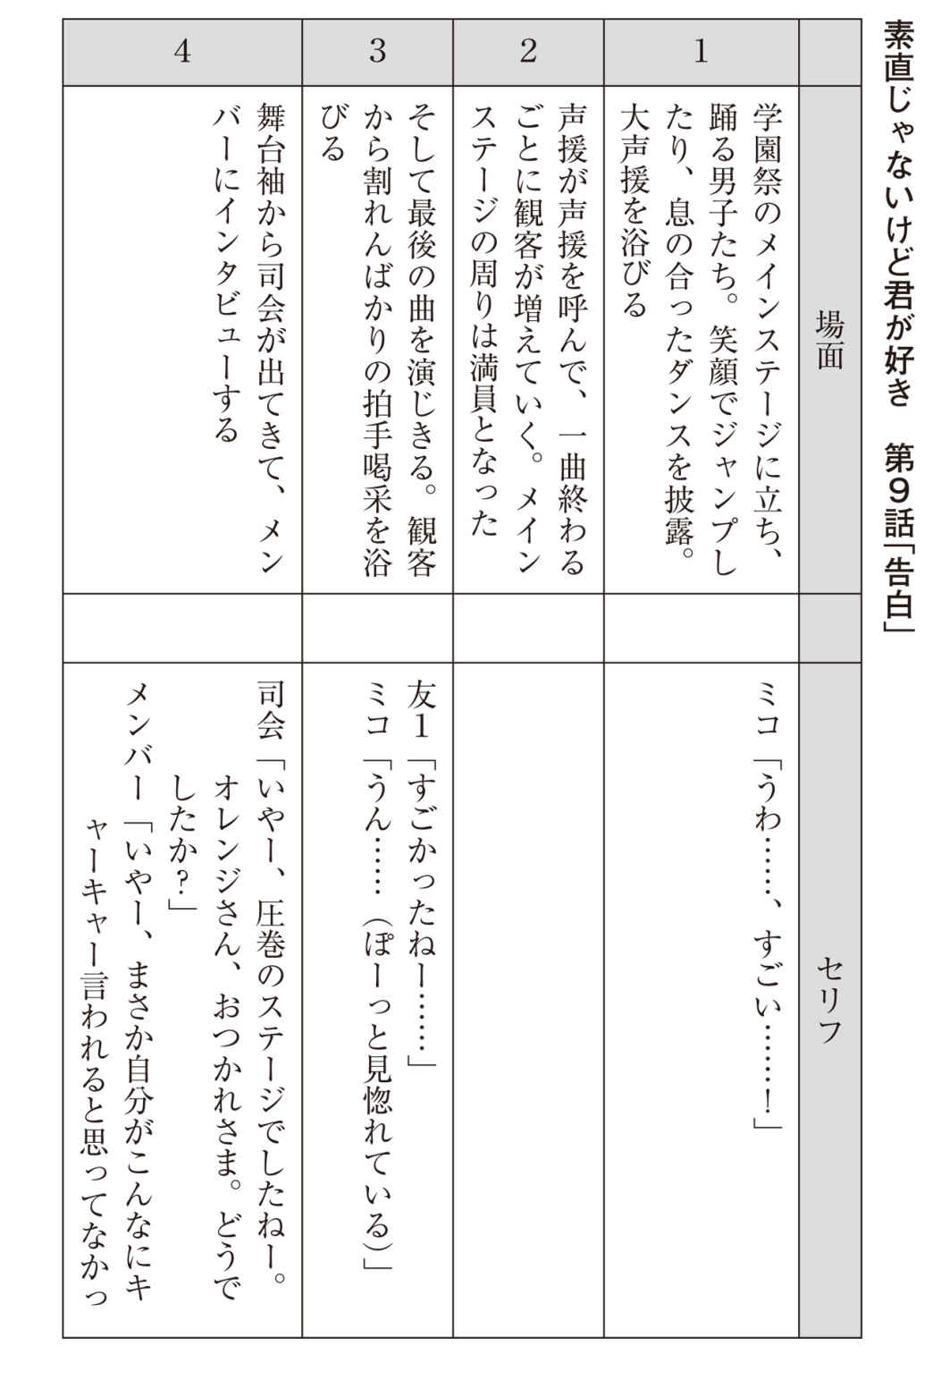 素直じゃないけど君が好き　第９話「告白」
場面
セリフ
1
学園祭のメインステージに立ち、
踊る男子たち。笑顔でジャンプし
たり、息の合ったダンスを披露。
大声援を浴びる
ミコ「うわ……、すごい……！」
2
声援が声援を呼んで、一曲終わる
ごとに観客が増えていく。メイン
ステージの周りは満員となった
3
そして最後の曲を演じきる。観客
から割れんばかりの拍手喝采を浴
びる
友１「すごかったねー……」
ミコ「うん……（ぽーっと見惚れている）」
4
舞台袖から司会が出てきて、メン
バーにインタビューする
司会「いやー、圧巻のステージでしたねー。
オレンジさん、おつかれさま。どうで
したか？」
メンバー「いやー、まさか自分がこんなにキ
ャーキャー言われると思ってなかっ